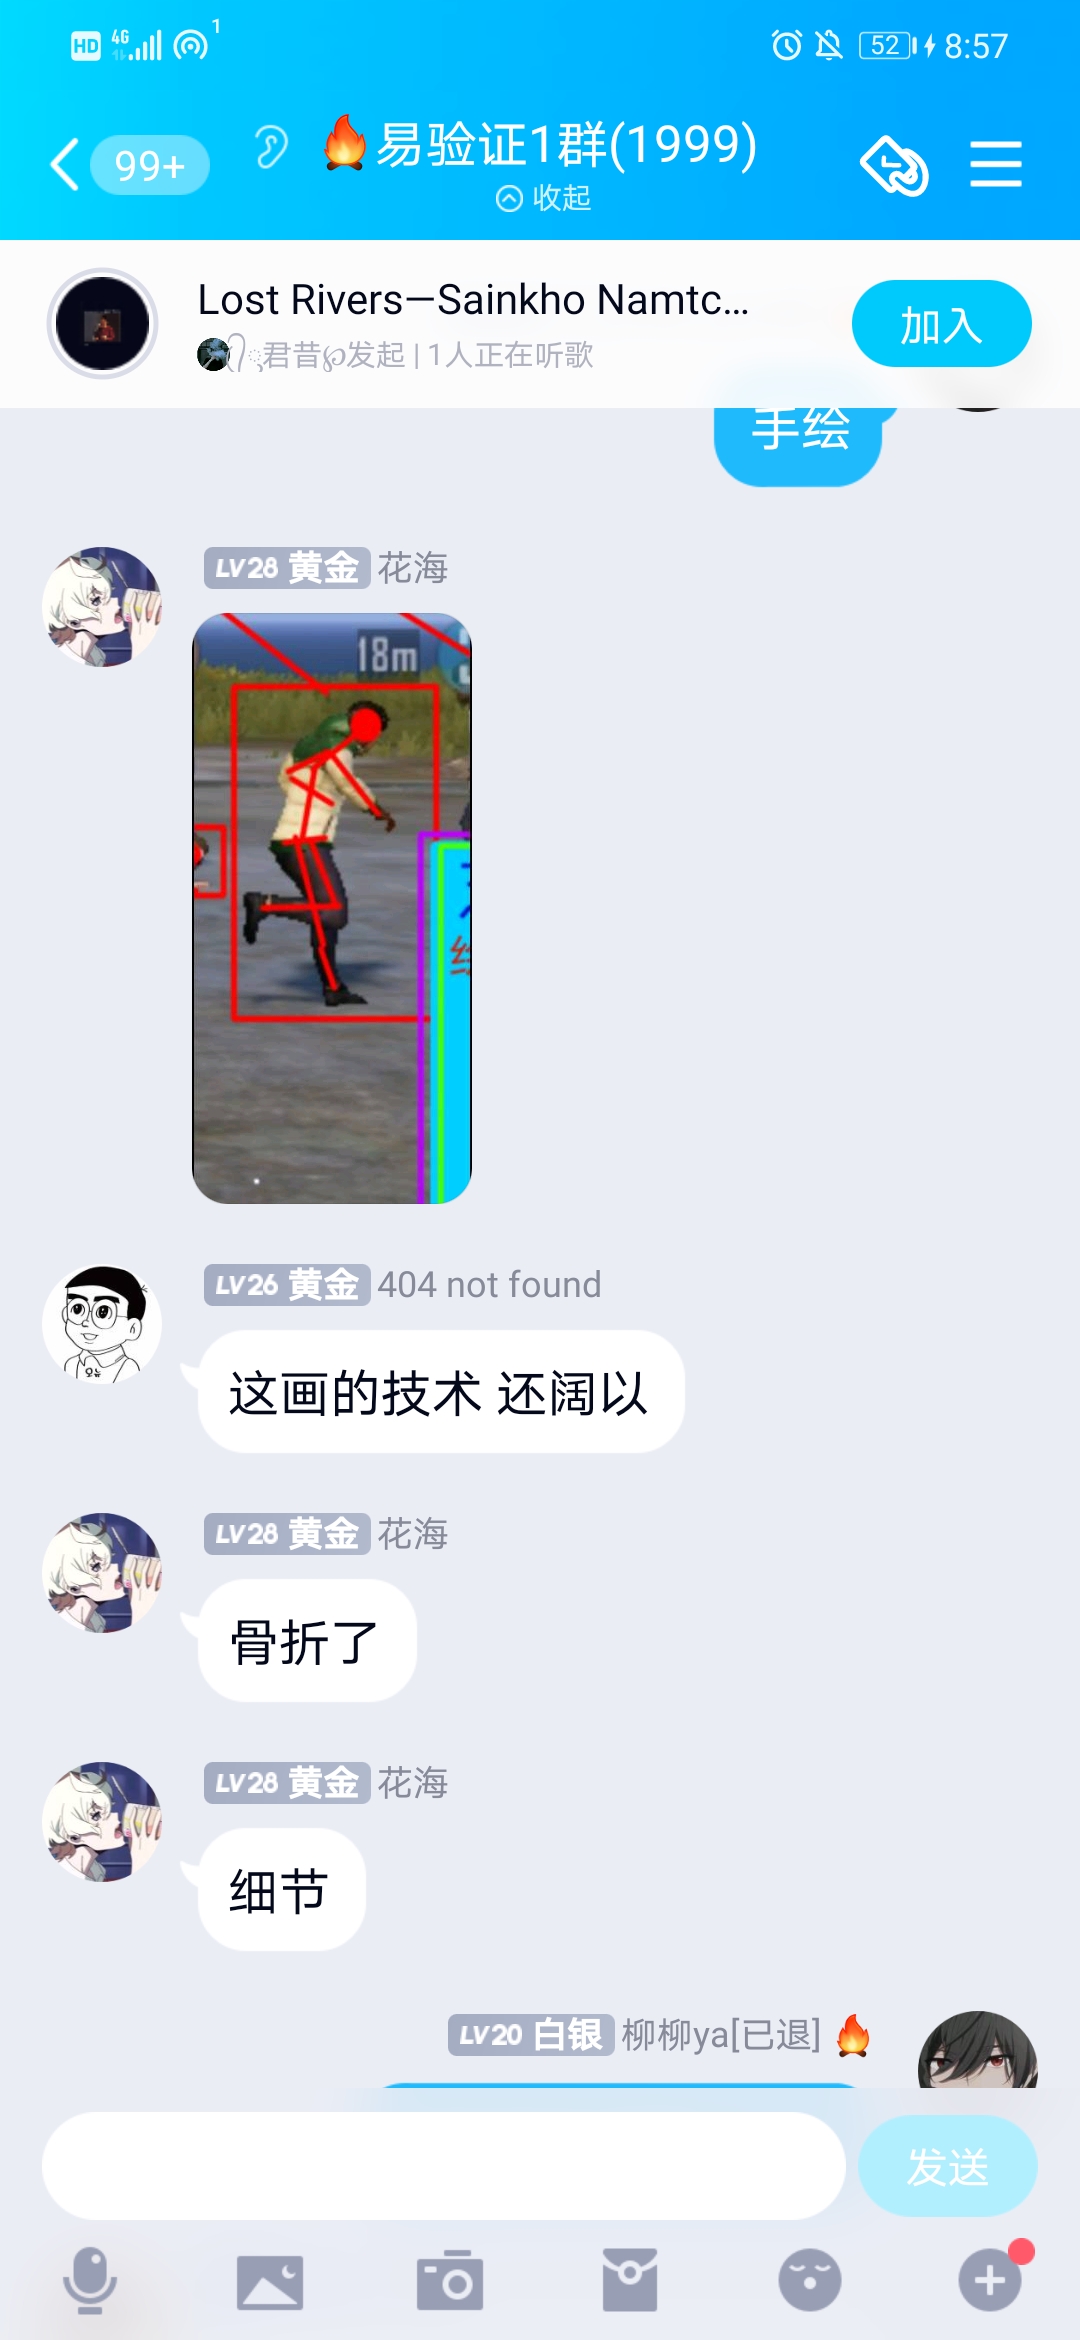 HD 4G 1 52 8:57
99+ 🔥易验证1群(1999)
收起
Lost Rivers—Sainkho Namtc...
君昔℘发起 | 1人正在听歌
加入
手绘
LV28 黄金 花海
18m
LV26 黄金 404 not found
这画的技术 还阔以
LV28 黄金 花海
骨折了
LV28 黄金 花海
细节
LV20 白银 柳柳ya[已退] 🔥
发送